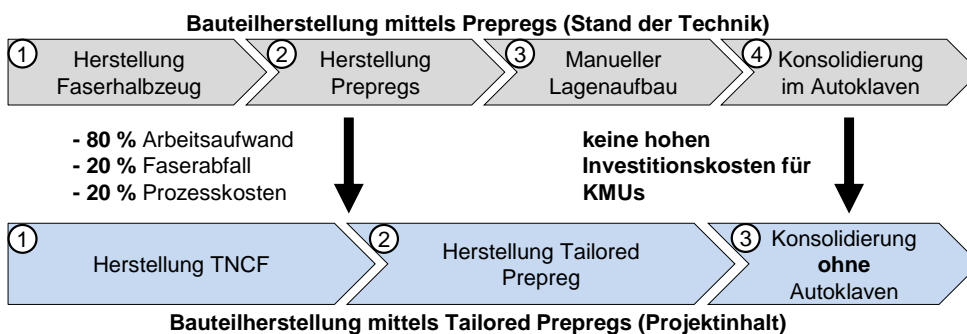 Bauteilherstellung mittels Prepregs (Stand der Technik)
1
Herstellung
Faserhalbzeug
2
Herstellung
Prepregs
3
Manueller
Lagenaufbau
4
Konsolidierung
im Autoklaven
- 80 % Arbeitsaufwand
- 20 % Faserabfall
- 20 % Prozesskosten
keine hohen
Investitionskosten für
KMUs
1
Herstellung TNCF
2
Herstellung Tailored
Prepreg
3
Konsolidierung
ohne
Autoklaven
Bauteilherstellung mittels Tailored Prepregs (Projektinhalt)